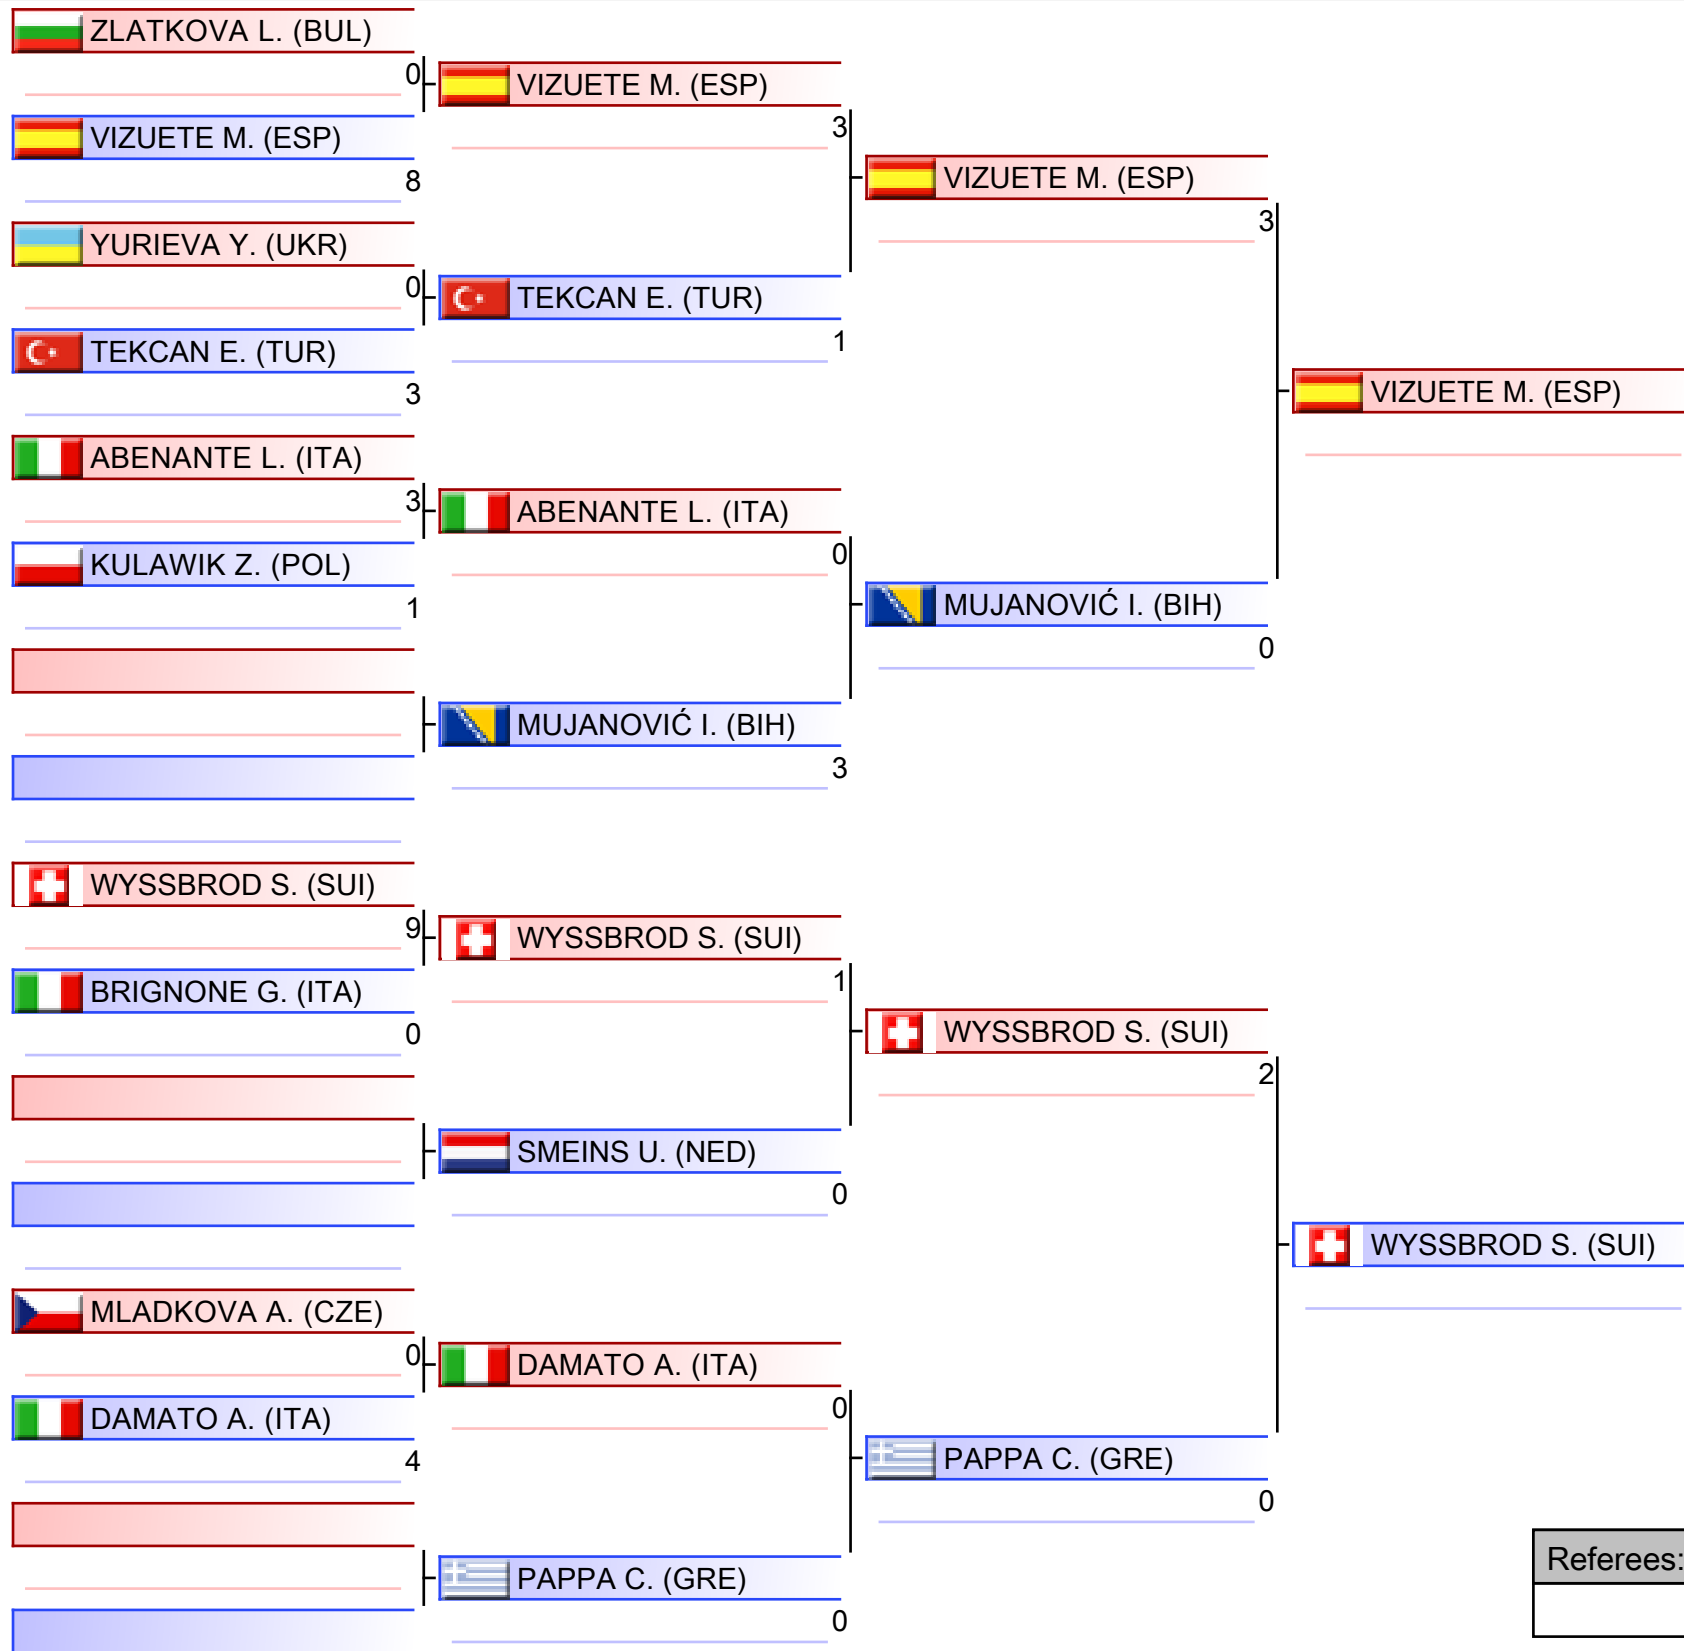 ZLATKOVA L. (BUL)
0
VIZUETE M. (ESP)
8
YURIEVA Y. (UKR)
0
TEKCAN E. (TUR)
3
ABENANTE L. (ITA)
3
KULAWIK Z. (POL)
1
WYSSBROD S. (SUI)
9
BRIGNONE G. (ITA)
0
MLADKOVA A. (CZE)
0
DAMATO A. (ITA)
4
VIZUETE M. (ESP)
3
TEKCAN E. (TUR)
1
ABENANTE L. (ITA)
0
MUJANOVIĆ I. (BIH)
3
WYSSBROD S. (SUI)
1
SMEINS U. (NED)
0
DAMATO A. (ITA)
0
PAPPA C. (GRE)
0
VIZUETE M. (ESP)
3
MUJANOVIĆ I. (BIH)
0
WYSSBROD S. (SUI)
2
PAPPA C. (GRE)
0
VIZUETE M. (ESP)
WYSSBROD S. (SUI)
Referees: